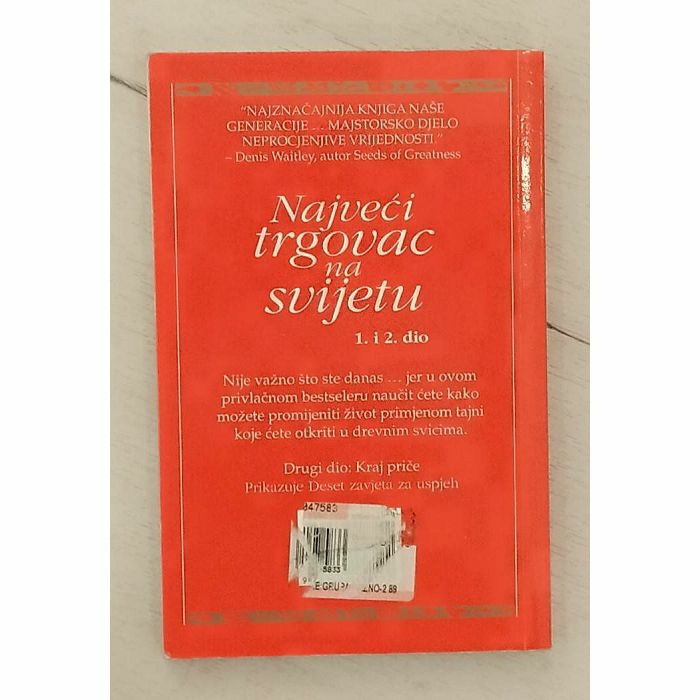 “NAJZNAČAJNIJA KNJIGA NAŠE
GENERACIJE ... MAJSTORSKO DJELO
NEPROCJENJIVE VRIJEDNOSTI.”
– Denis Waitley, autor Seeds of Greatness
Najveći
trgovac
na
svijetu
1. i 2. dio
Nije važno što ste danas ... jer u ovom
privlačnom bestseleru naučit ćete kako
možete promijeniti život primjenom tajni
koje ćete otkriti u drevnim svicima.
Drugi dio: Kraj priče
Prikazuje Deset zavjeta za uspjeh
847583
5833